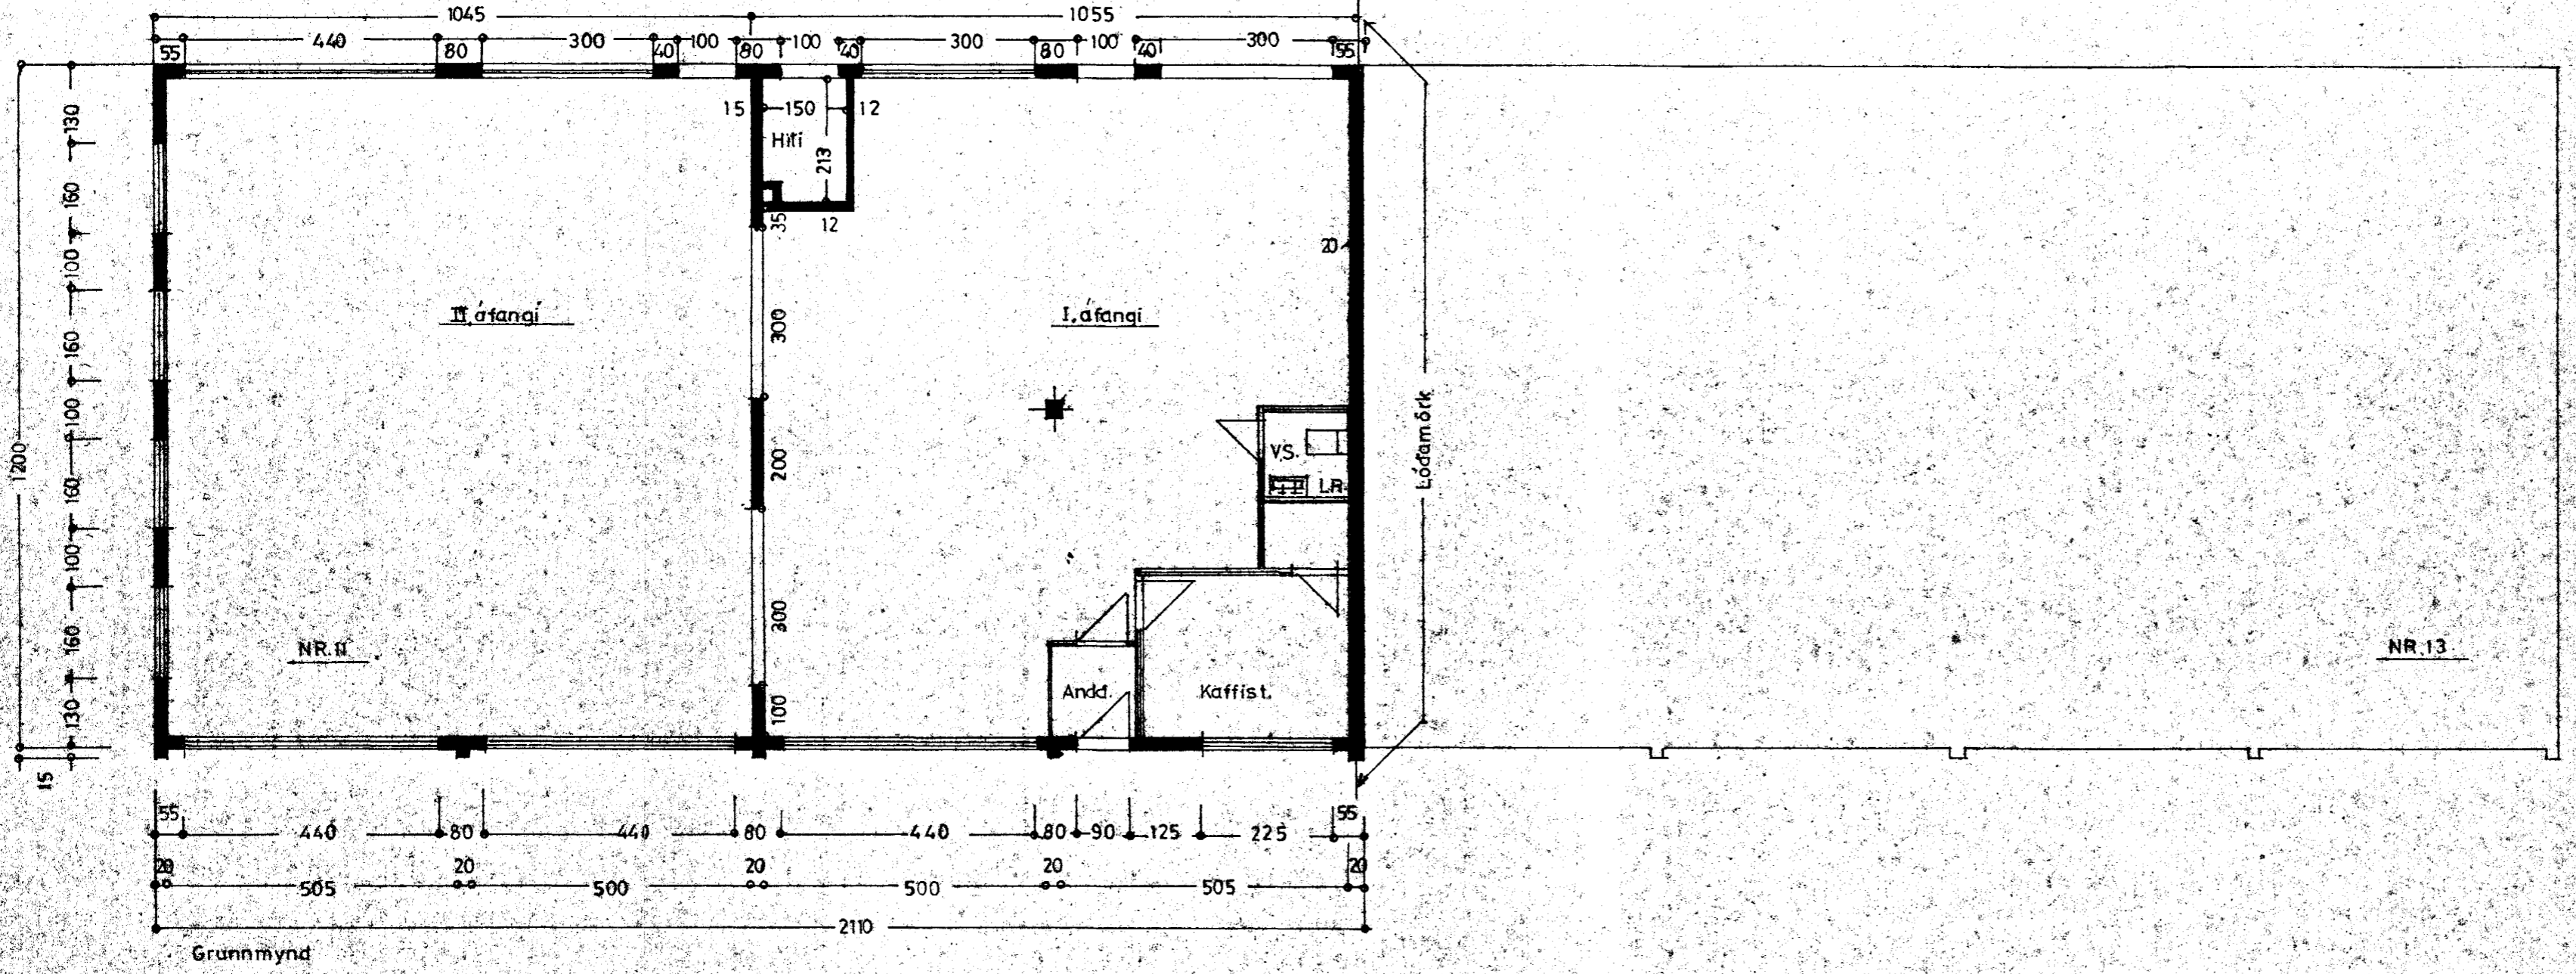 1045 1055
55 440 80 300 40 100 80 100 40 300 80 100 40 300 55
130 160 100 160 100 160 100 160 130
1200
15
15 150 12
Hiti
213
35 12
20
II. áfangi
I. áfangi
300
200
300
100
V.S.
L.R.
Lóðamörk
NR. 11
NR. 13
Andd.
Kaffist.
55 440 80 440 80 440 80 90 125 225 55
20 505 20 500 20 500 20 505 20
2110
Grunnmynd